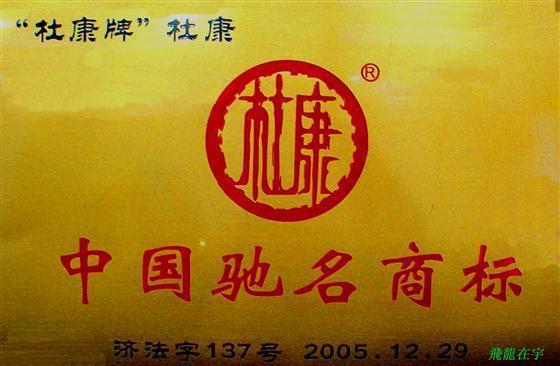 “杜康牌”杜康
杜康
®
中国驰名商标
济法字137号 2005.12.29
飛龍在宇